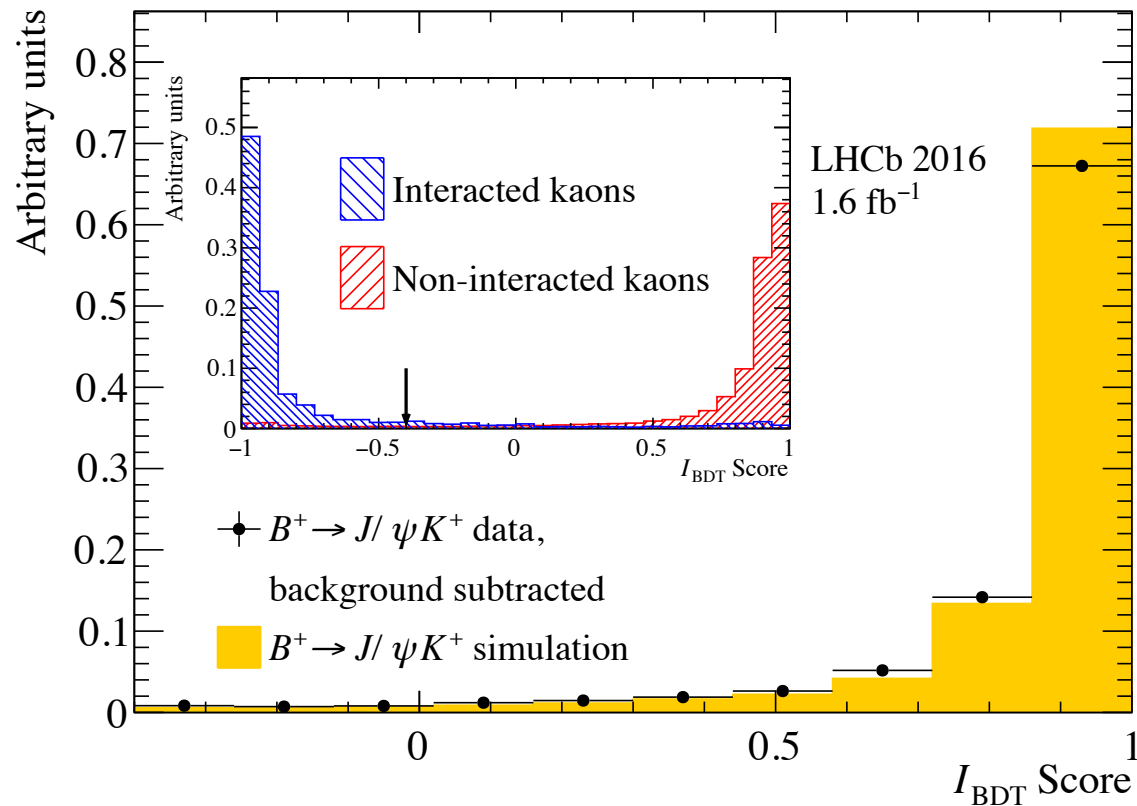 Arbitrary units
0.8
0.7
0.6
0.5
0.4
0.3
0.2
0.1
0
Arbitrary units
0.5
0.4
0.3
0.2
0.1
0
Interacted kaons
Non-interacted kaons
−1 −0.5 0 0.5 1
I_BDT Score
LHCb 2016
1.6 fb⁻¹
B⁺ → J/ ψK⁺ data,
background subtracted
B⁺ → J/ ψK⁺ simulation
0 0.5 1
I_BDT Score